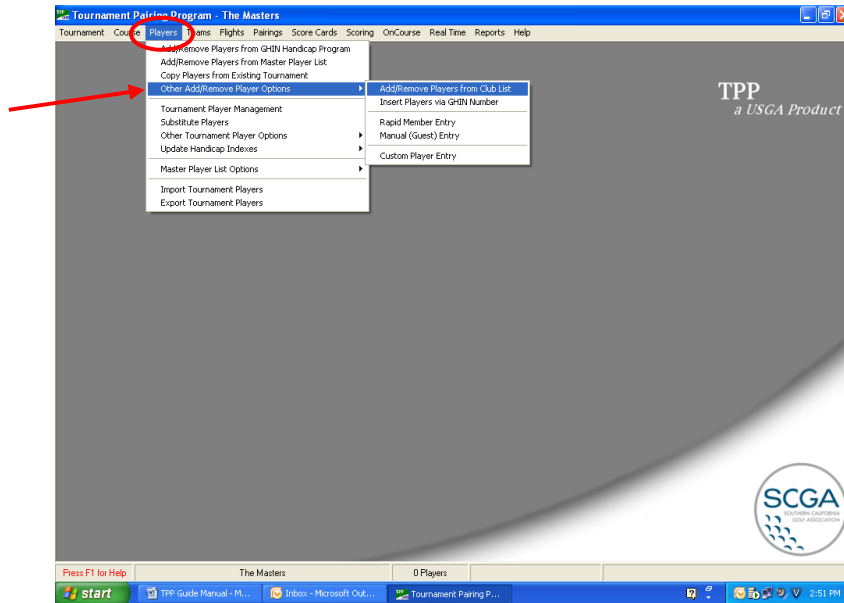 Tournament Pairing Program - The Masters
Tournament Course Players Teams Flights Pairings Score Cards Scoring OnCourse Real Time Reports Help
Add/Remove Players from GHIN Handicap Program
Add/Remove Players from Master Player List
Copy Players from Existing Tournament
Other Add/Remove Player Options
Tournament Player Management
Substitute Players
Other Tournament Player Options
Update Handicap Indexes
Master Player List Options
Import Tournament Players
Export Tournament Players
Add/Remove Players from Club List
Insert Players via GHIN Number
Rapid Member Entry
Manual (Guest) Entry
Custom Player Entry
TPP
a USGA Product
SCGA
SOUTHERN CALIFORNIA
GOLF ASSOCIATION
Press F1 for Help The Masters 0 Players
start TPP Guide Manual - M... Inbox - Microsoft Out... Tournament Pairing P... 2:51 PM